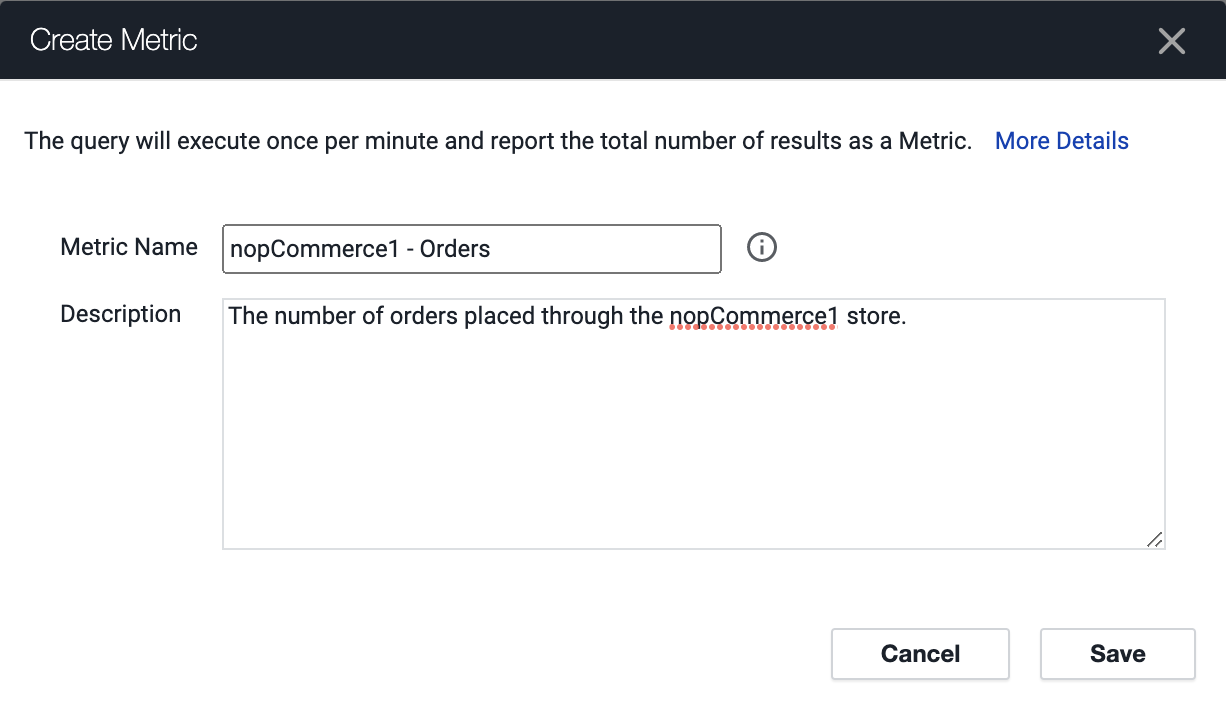 Create Metric
The query will execute once per minute and report the total number of results as a Metric. More Details
Metric Name nopCommerce1 - Orders
Description The number of orders placed through the nopCommerce1 store.
Cancel Save